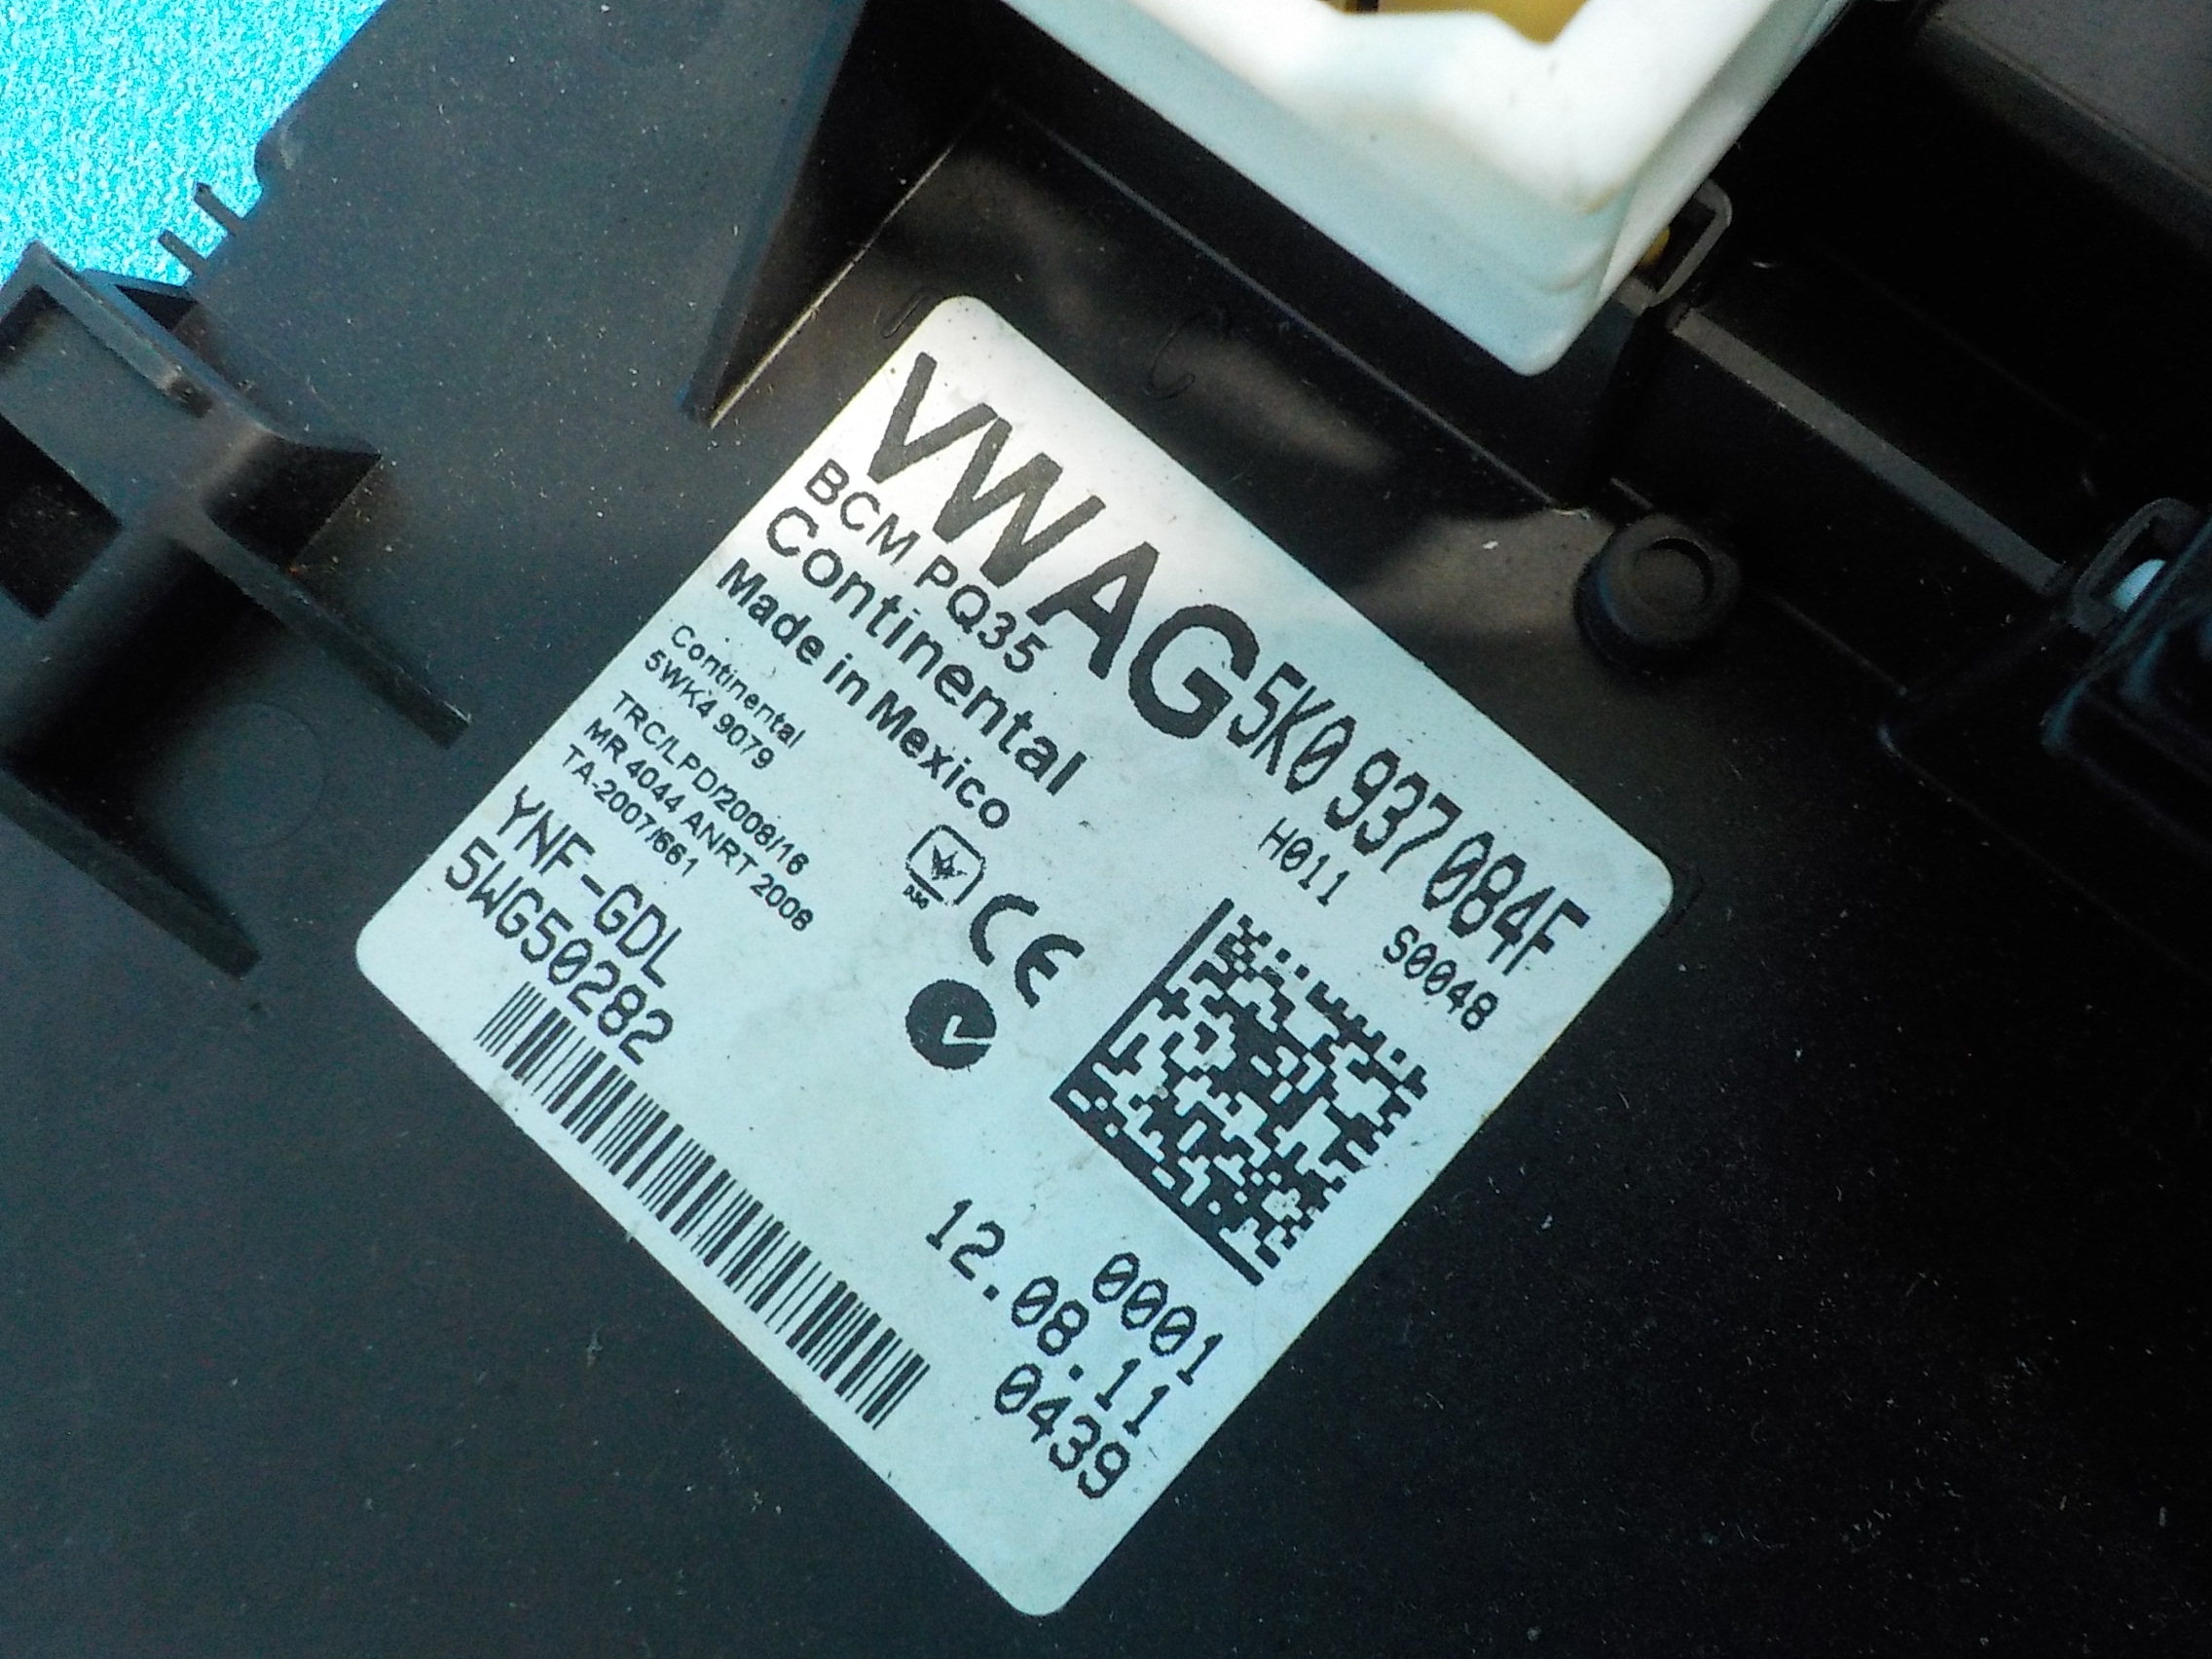 VWAG 5K0 937 084F
BCM PQ35
H011 S0048
Continental
Made in Mexico
Continental
5WK4 9079
TRC/LPD/2008/16
MR 4044 ANRT 2008
TA-2007/661
CE
YNF-GDL
5WG50282
0001
12.08.11
0439